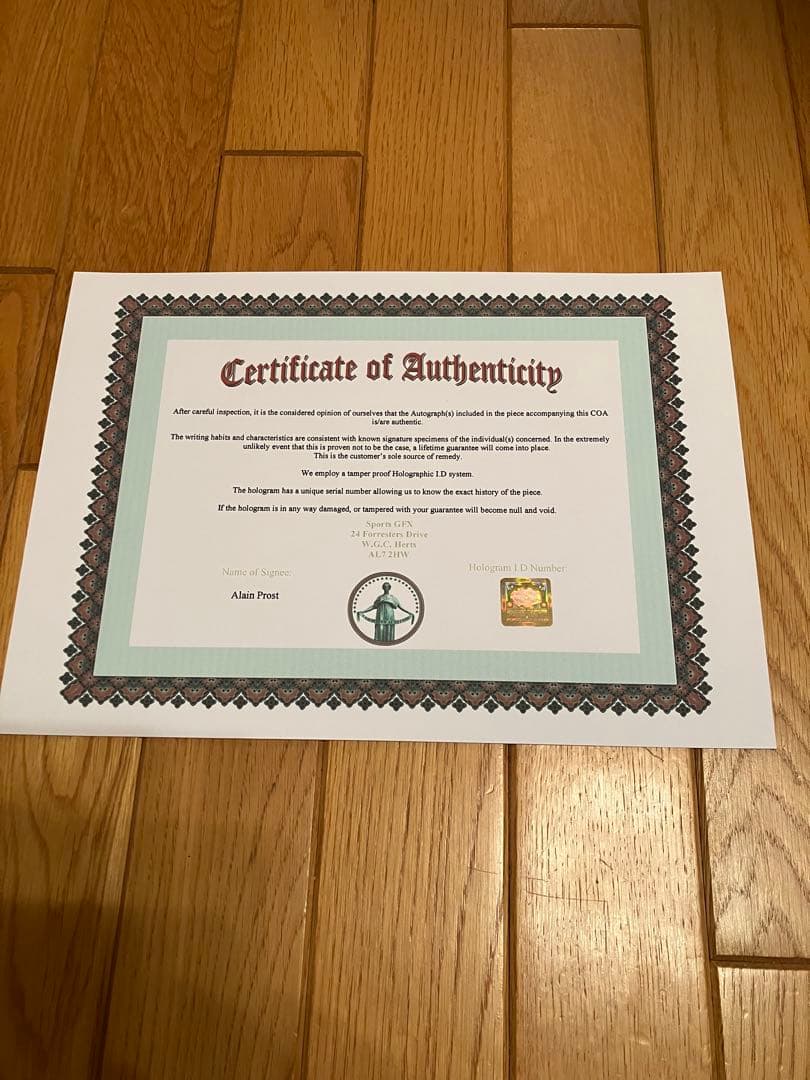 Certificate of Authenticity
After careful inspection, it is the considered opinion of ourselves that the Autograph(s) included in the piece accompanying this COA
is/are authentic.
The writing habits and characteristics are consistent with known signature specimens of the individual(s) concerned. In the extremely
unlikely event that this is proven not to be the case, a lifetime guarantee will come into place.
This is the customer's sole source of remedy.
We employ a tamper proof Holographic I.D system.
The hologram has a unique serial number allowing us to know the exact history of the piece.
If the hologram is in any way damaged, or tampered with your guarantee will become null and void.
Sports GFX
24 Forresters Drive
W.G.C. Herts
AL7 2HW
Name of Signee:
Hologram I.D Number:
Alain Prost